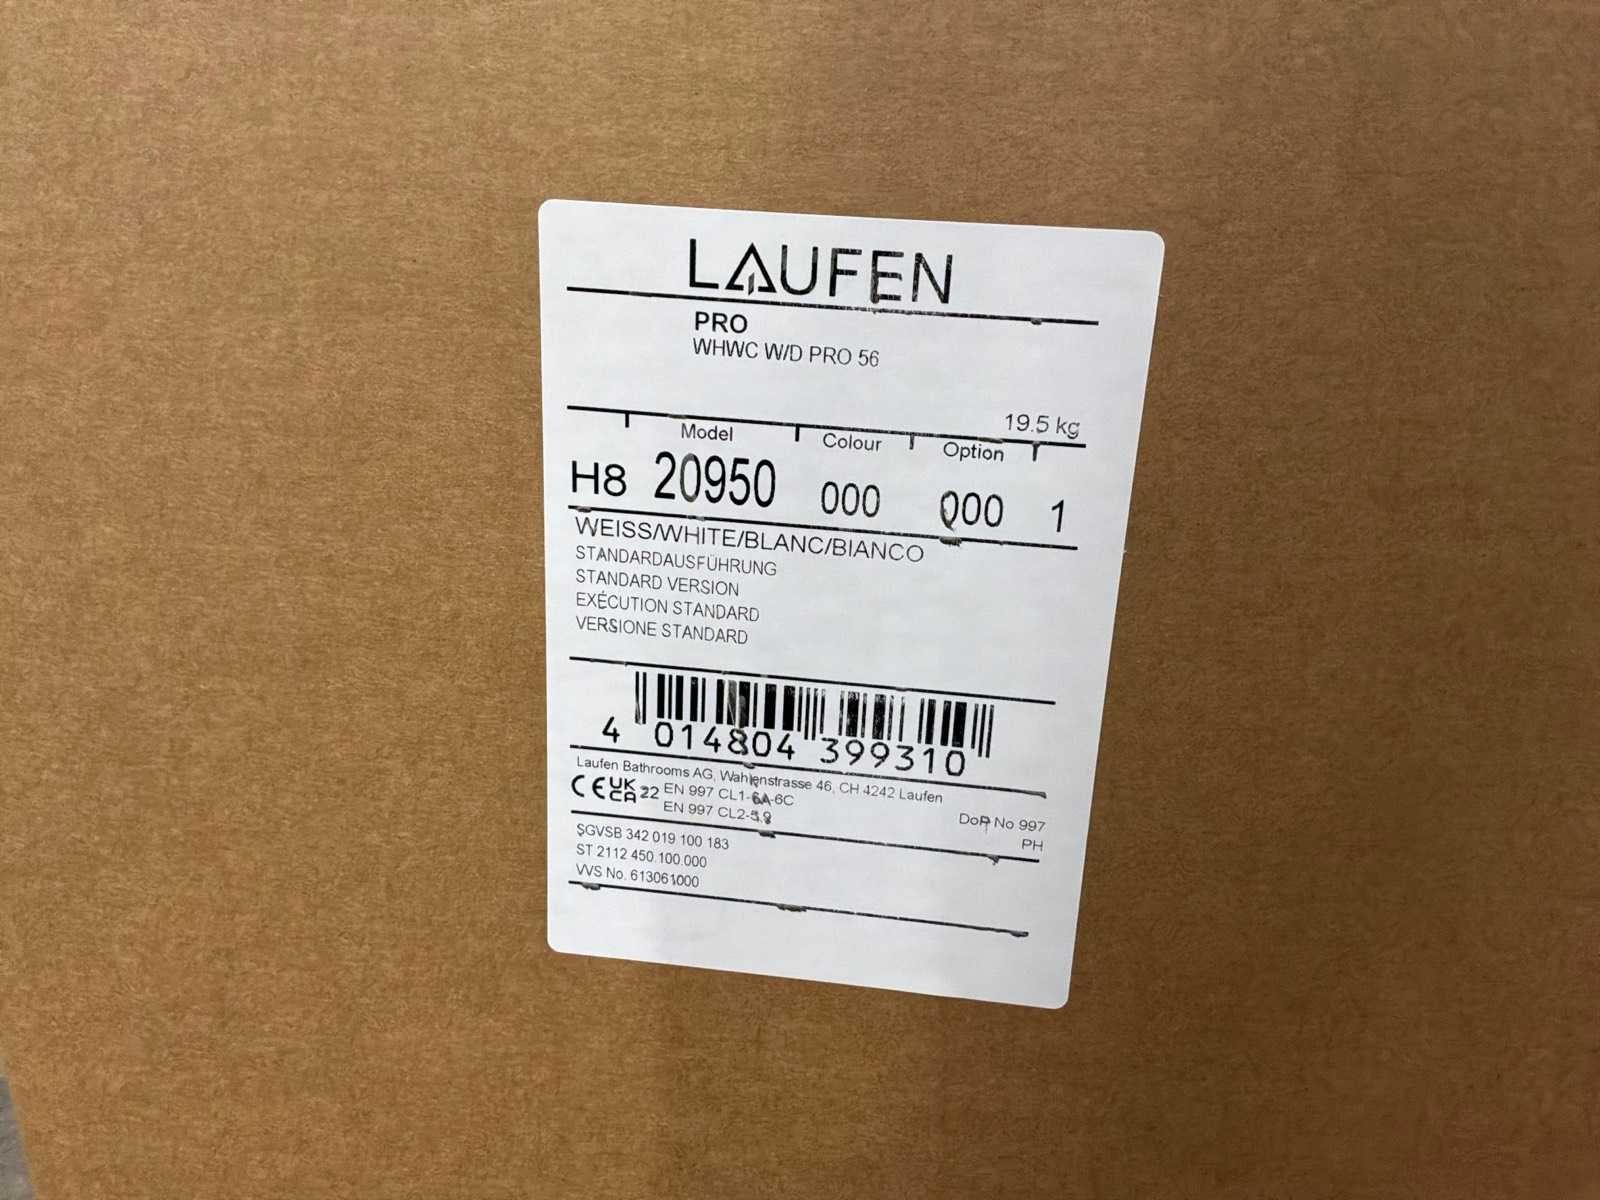 LAUFEN
PRO
WHWC W/D PRO 56
19.5 kg
Model Colour Option
H8 20950 000 000 1
WEISS/WHITE/BLANC/BIANCO
STANDARDAUSFÜHRUNG
STANDARD VERSION
EXÉCUTION STANDARD
VERSIONE STANDARD
4 014804 399310
Laufen Bathrooms AG, Wahlenstrasse 46, CH 4242 Laufen
CE UKCA 22 EN 997 CL1-6A-6C
EN 997 DoP No 997
PH
SGVSB 342 019 100 183
ST 2112 450.100.000
VVS No. 613061000